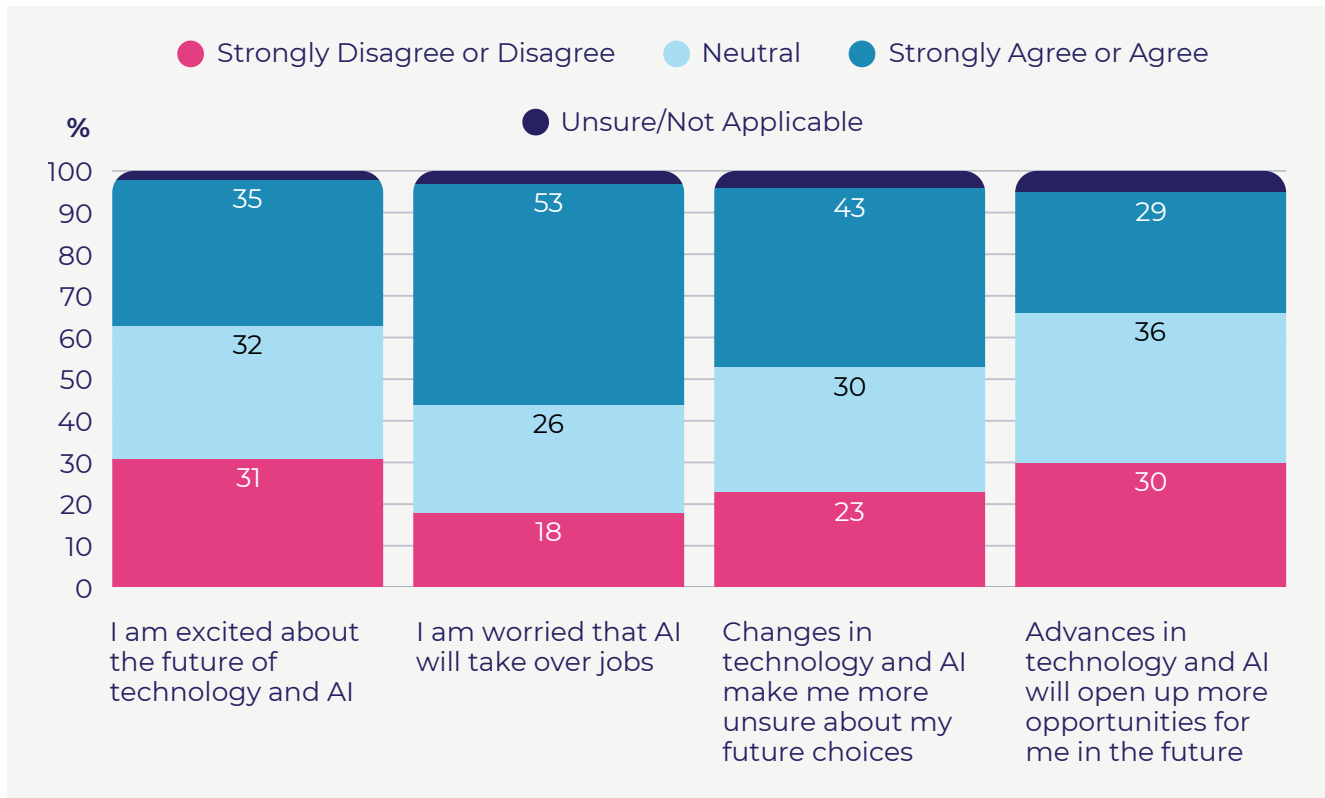 Strongly Disagree or Disagree Neutral Strongly Agree or Agree
Unsure/Not Applicable
%
100
90
80
70
60
50
40
30
20
10
0
35
32
31
53
26
18
43
30
23
29
36
30
I am excited about
the future of
technology and AI
I am worried that AI
will take over jobs
Changes in
technology and AI
make me more
unsure about my
future choices
Advances in
technology and AI
will open up more
opportunities for
me in the future